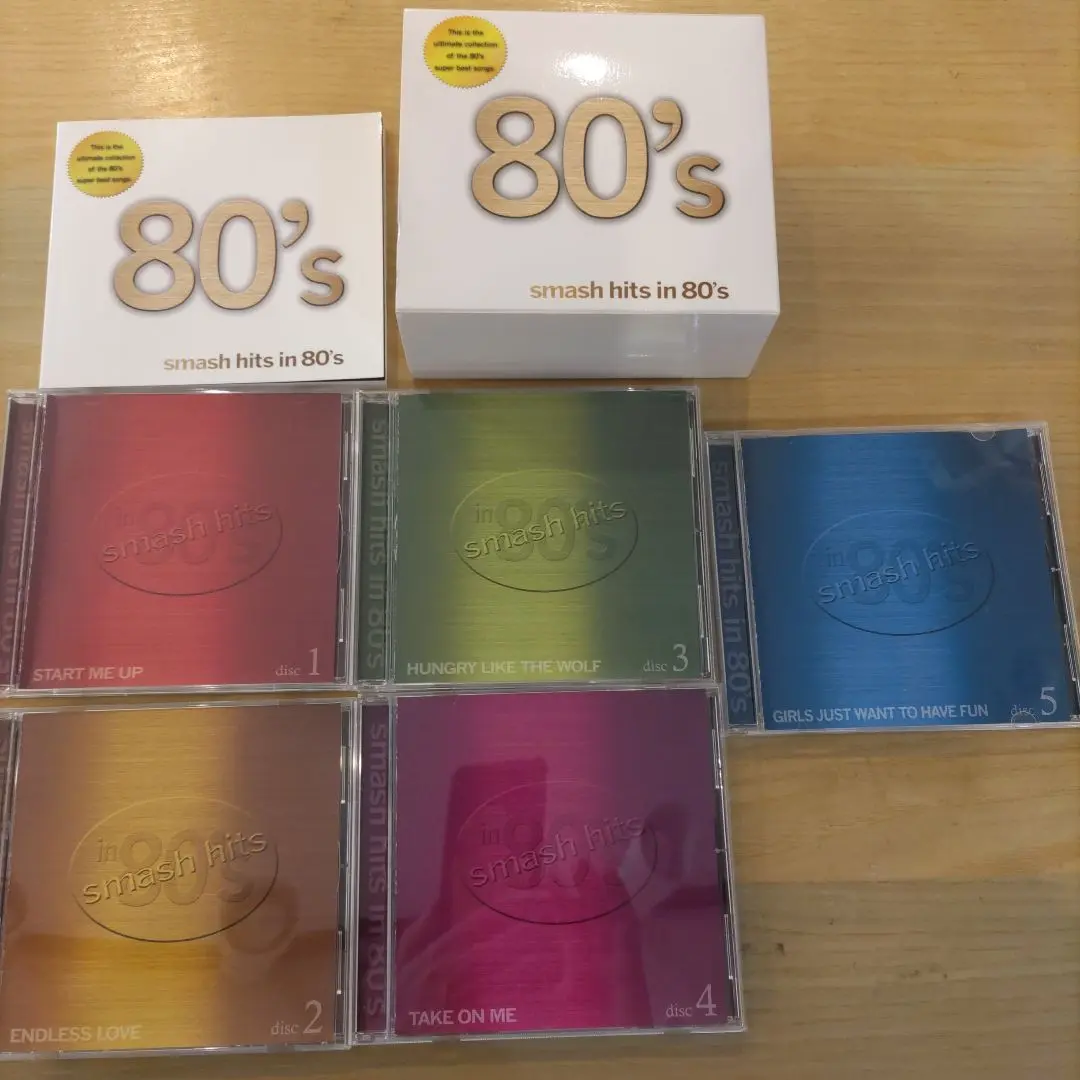 This is the
ultimate collection
of the 80's
super best songs.
80's
smash hits in 80's
This is the
ultimate collection
of the 80's
super best songs.
80's
smash hits in 80's
smash hits in 80's
in 80's
smash hits
START ME UP
disc 1
smash hits in 80's
in 80's
smash hits
HUNGRY LIKE THE WOLF
disc 3
smash hits in 80's
in 80's
smash hits
GIRLS JUST WANT TO HAVE FUN
disc 5
in 80's
smash hits
ENDLESS LOVE
disc 2
smash hits in 80's
in 80's
smash hits
TAKE ON ME
disc 4